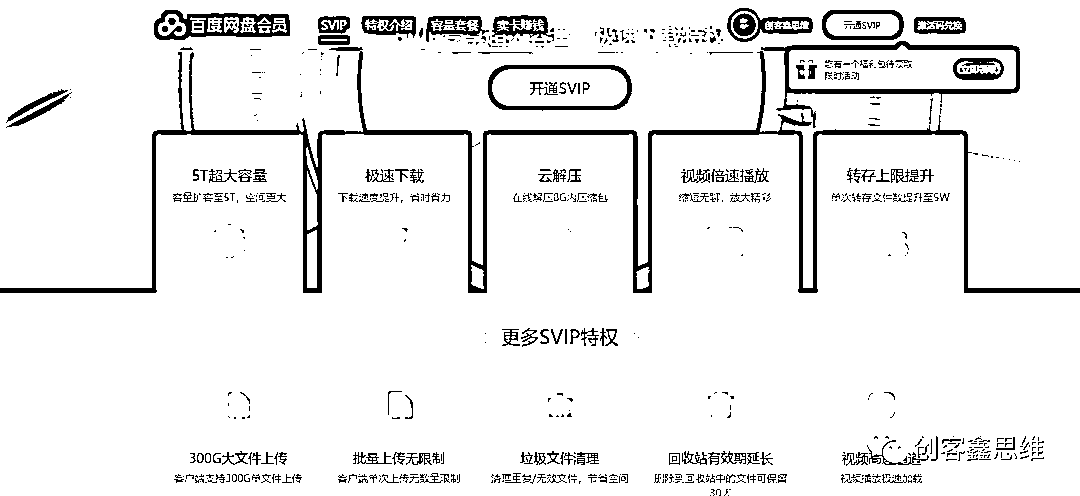 百度网盘会员
SVIP 特权介绍 容量套餐 卖卡赚钱
创客鑫思维 开通SVIP 激活码兑换
您有一个福利包待领取
限时活动
开通SVIP
5T超大容量
容量扩容至5T，空间更大
极速下载
下载速度提升，省时省力
云解压
在线解压8G内压缩包
视频倍速播放
缩短无聊，放大精彩
转存上限提升
单次转存文件数提升至5W
更多SVIP特权
300G大文件上传
客户端支持300G单文件上传
批量上传无限制
客户端单次上传无数量限制
垃圾文件清理
清理重复/无效文件，节省空间
回收站有效期延长
删除到回收站中的文件可保留
30天
视频高
视频播放极速加载
创客鑫思维